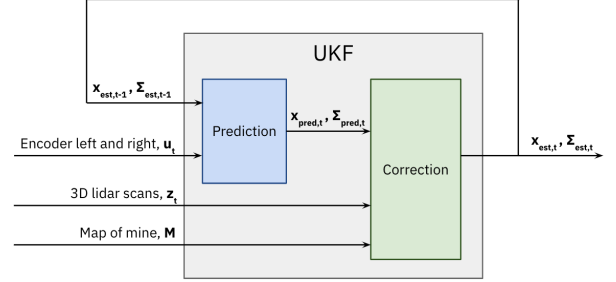 UKF
x_est,t-1, Σ_est,t-1
Prediction
x_pred,t, Σ_pred,t
x_est,t, Σ_est,t
Encoder left and right, u_t
Correction
3D lidar scans, z_t
Map of mine, M